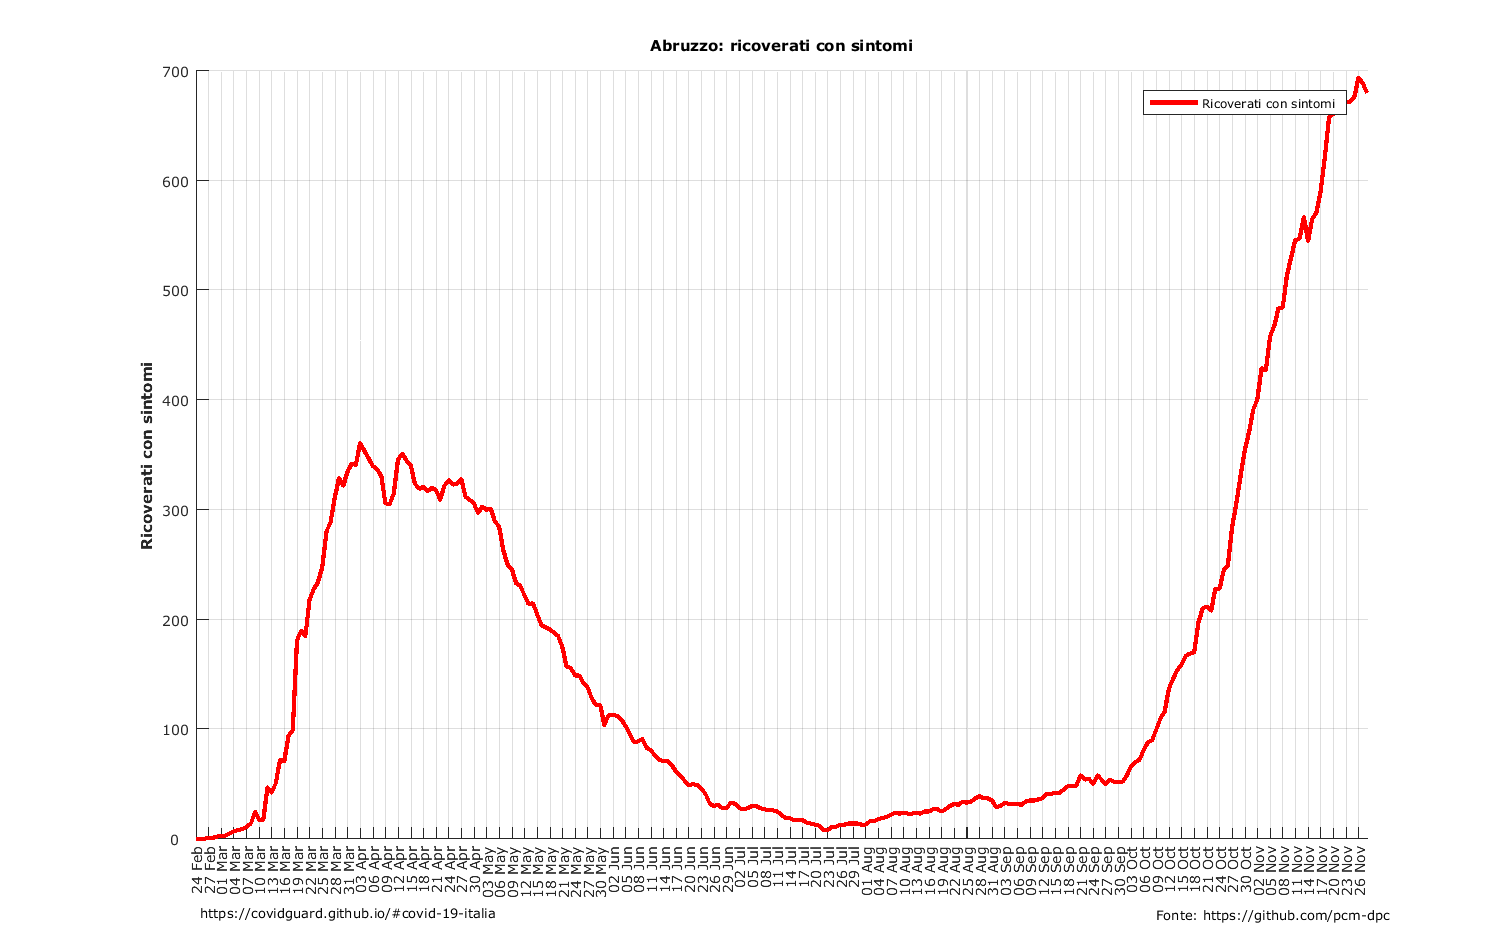 Abruzzo: ricoverati con sintomi
Ricoverati con sintomi
Ricoverati con sintomi
700
600
500
400
300
200
100
0
24 Feb
27 Feb
01 Mar
04 Mar
07 Mar
10 Mar
13 Mar
16 Mar
19 Mar
22 Mar
25 Mar
28 Mar
31 Mar
03 Apr
06 Apr
09 Apr
12 Apr
15 Apr
18 Apr
21 Apr
24 Apr
27 Apr
30 Apr
03 May
06 May
09 May
12 May
15 May
18 May
21 May
24 May
27 May
30 May
02 Jun
05 Jun
08 Jun
11 Jun
14 Jun
17 Jun
20 Jun
23 Jun
26 Jun
29 Jun
02 Jul
05 Jul
08 Jul
11 Jul
14 Jul
17 Jul
20 Jul
23 Jul
26 Jul
29 Jul
01 Aug
04 Aug
07 Aug
10 Aug
13 Aug
16 Aug
19 Aug
22 Aug
25 Aug
28 Aug
31 Aug
03 Sep
06 Sep
09 Sep
12 Sep
15 Sep
18 Sep
21 Sep
24 Sep
27 Sep
30 Sep
03 Oct
06 Oct
09 Oct
12 Oct
15 Oct
18 Oct
21 Oct
24 Oct
27 Oct
30 Oct
02 Nov
05 Nov
08 Nov
11 Nov
14 Nov
17 Nov
20 Nov
23 Nov
26 Nov
https://covidguard.github.io/#covid-19-italia
Fonte: https://github.com/pcm-dpc